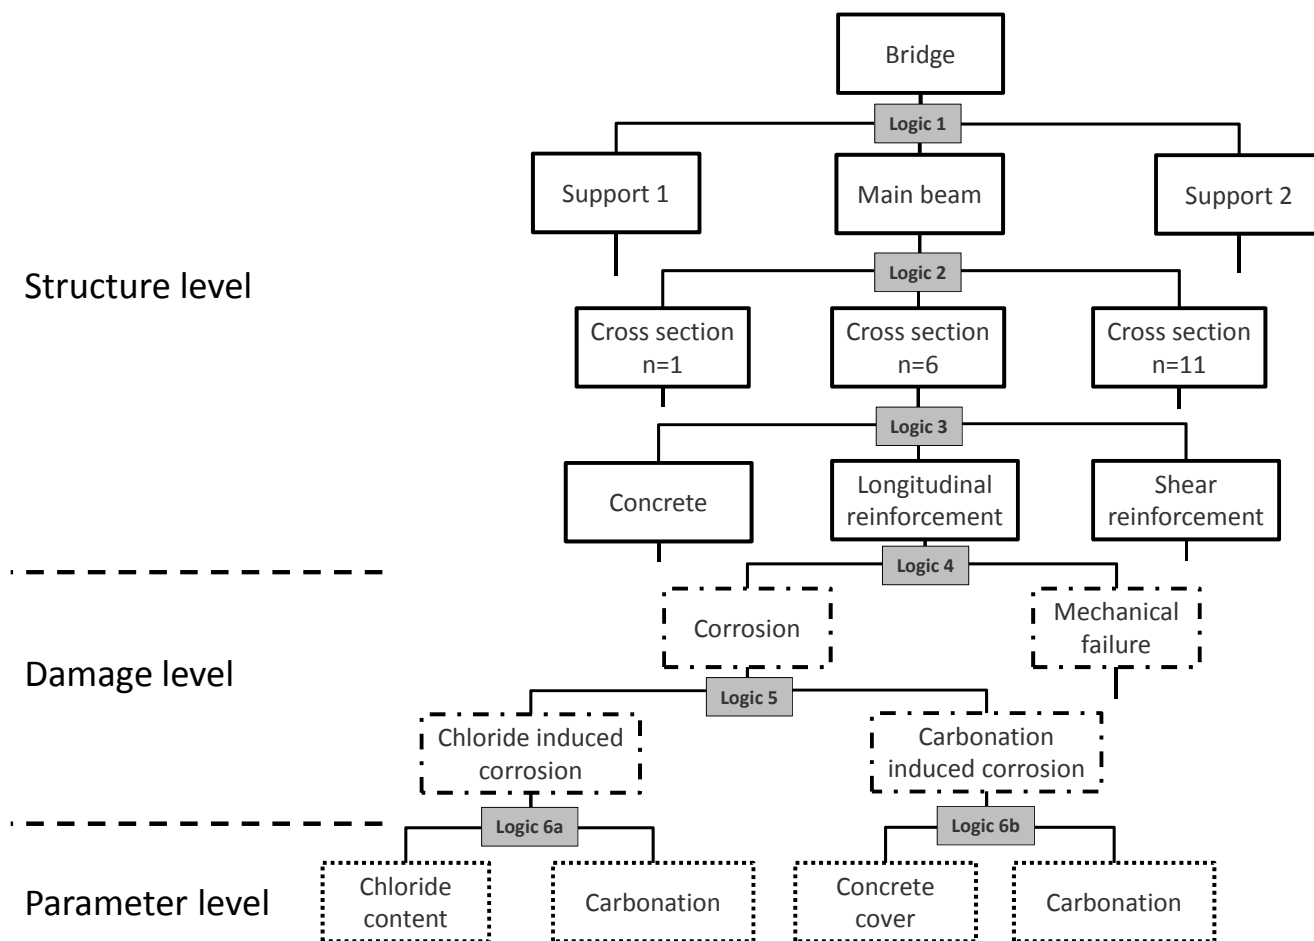 Bridge
Logic 1
Support 1
Main beam
Support 2
Structure level
Logic 2
Cross section
n=1
Cross section
n=6
Cross section
n=11
Logic 3
Concrete
Longitudinal
reinforcement
Shear
reinforcement
Logic 4
Corrosion
Mechanical
failure
Damage level
Logic 5
Chloride induced
corrosion
Carbonation
induced corrosion
Logic 6a
Logic 6b
Parameter level
Chloride
content
Carbonation
Concrete
cover
Carbonation